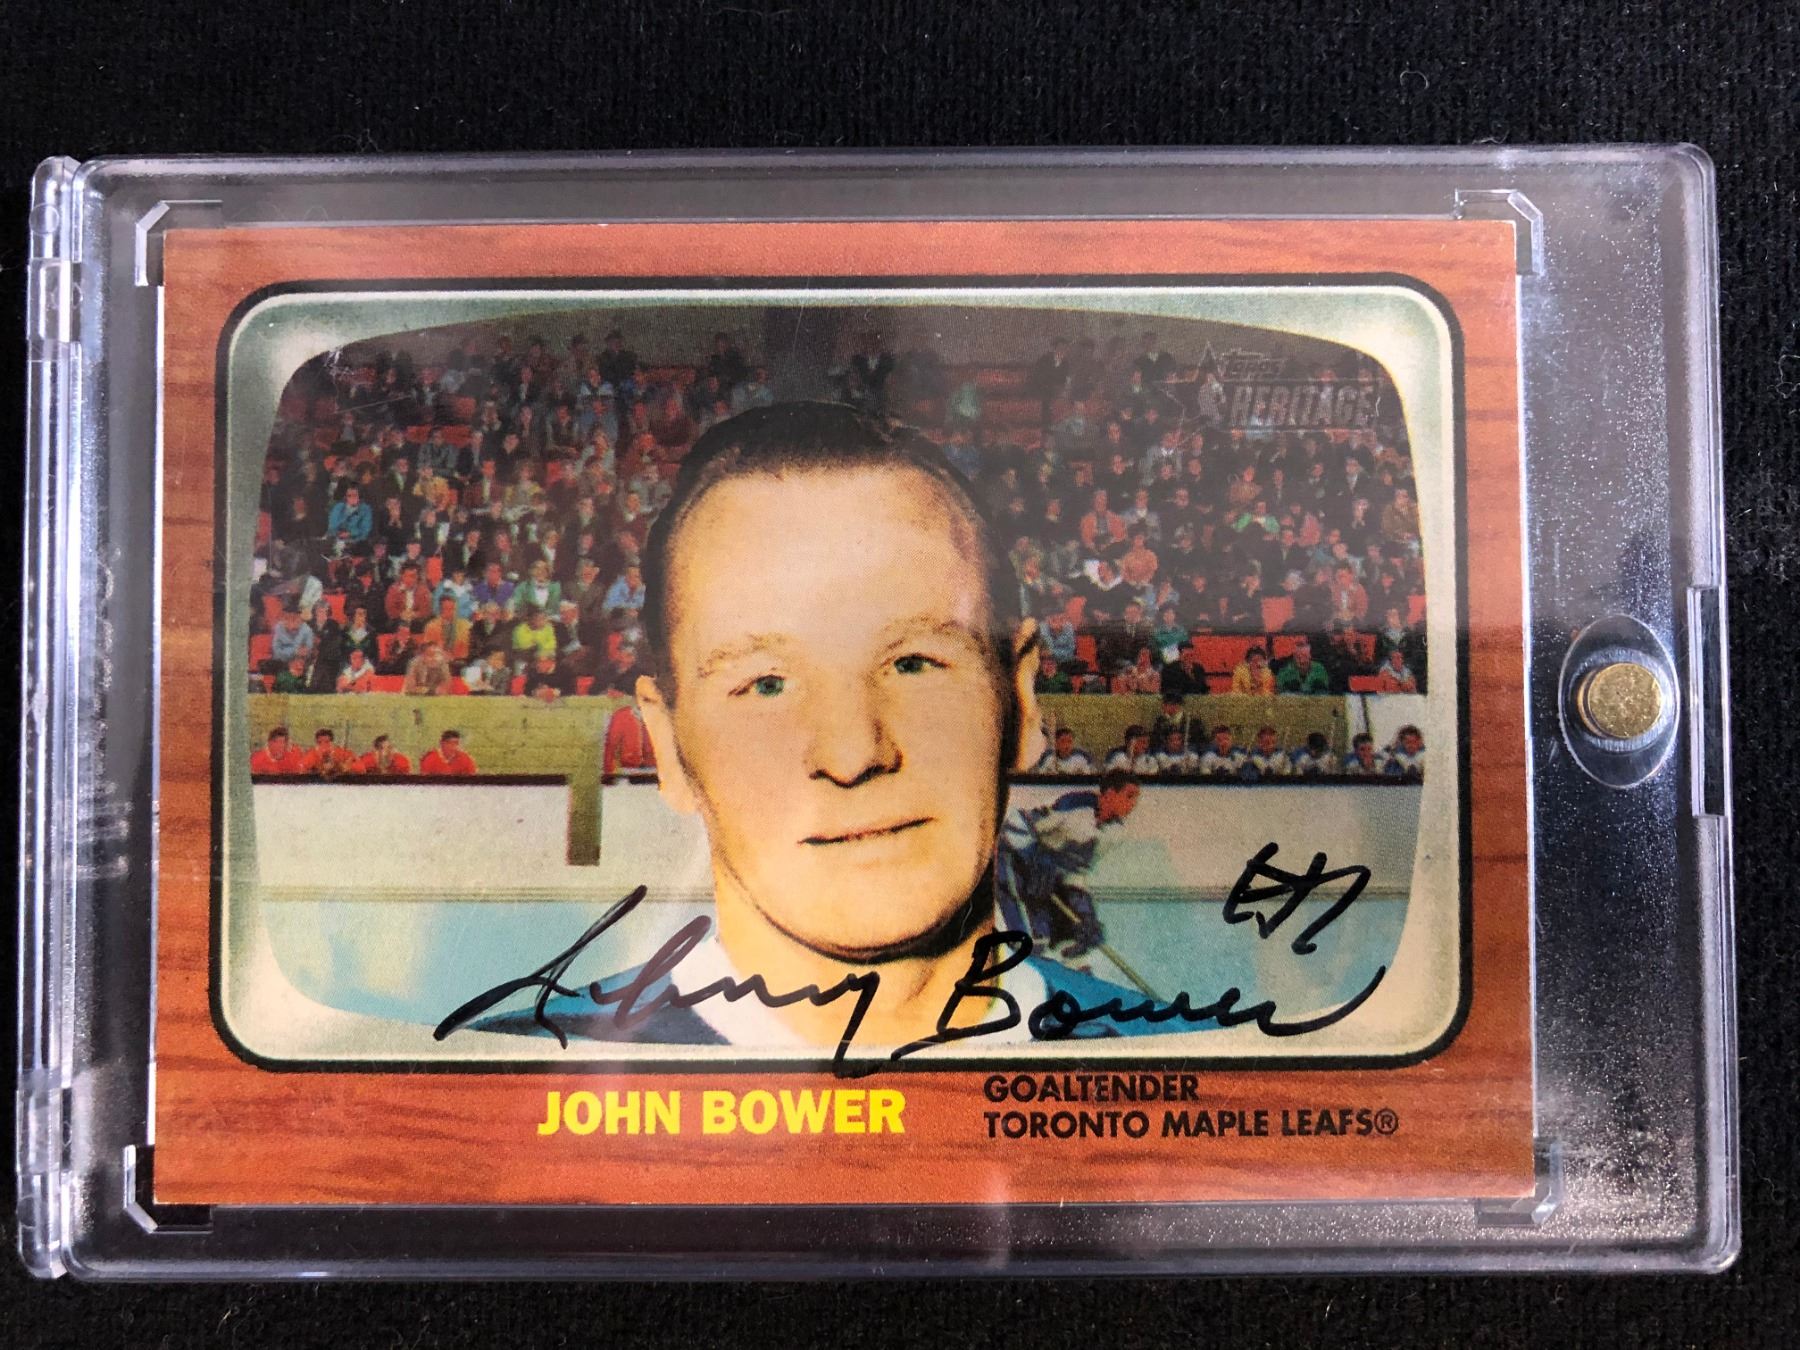 Topps
HERITAGE
Johnny Bower
JOHN BOWER
GOALTENDER
TORONTO MAPLE LEAFS®